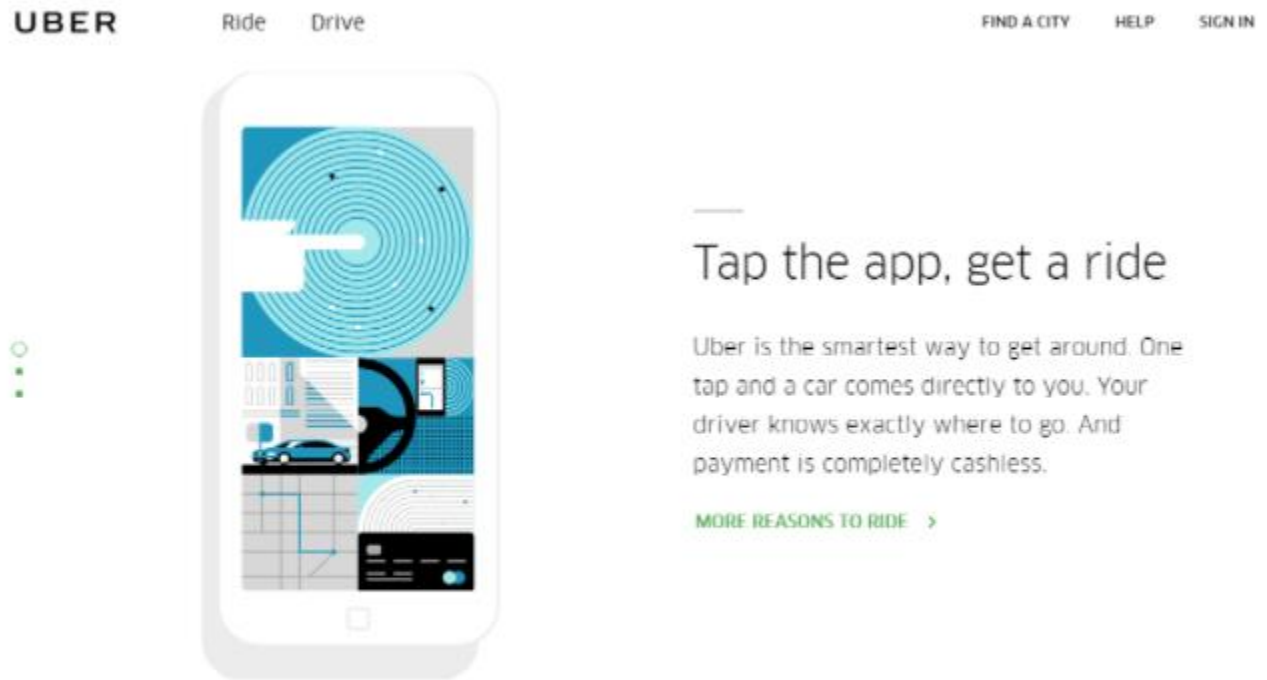 UBER
Ride
Drive
FIND A CITY
HELP
SIGN IN
Tap the app, get a ride
Uber is the smartest way to get around. One
tap and a car comes directly to you. Your
driver knows exactly where to go. And
payment is completely cashless.
MORE REASONS TO RIDE >